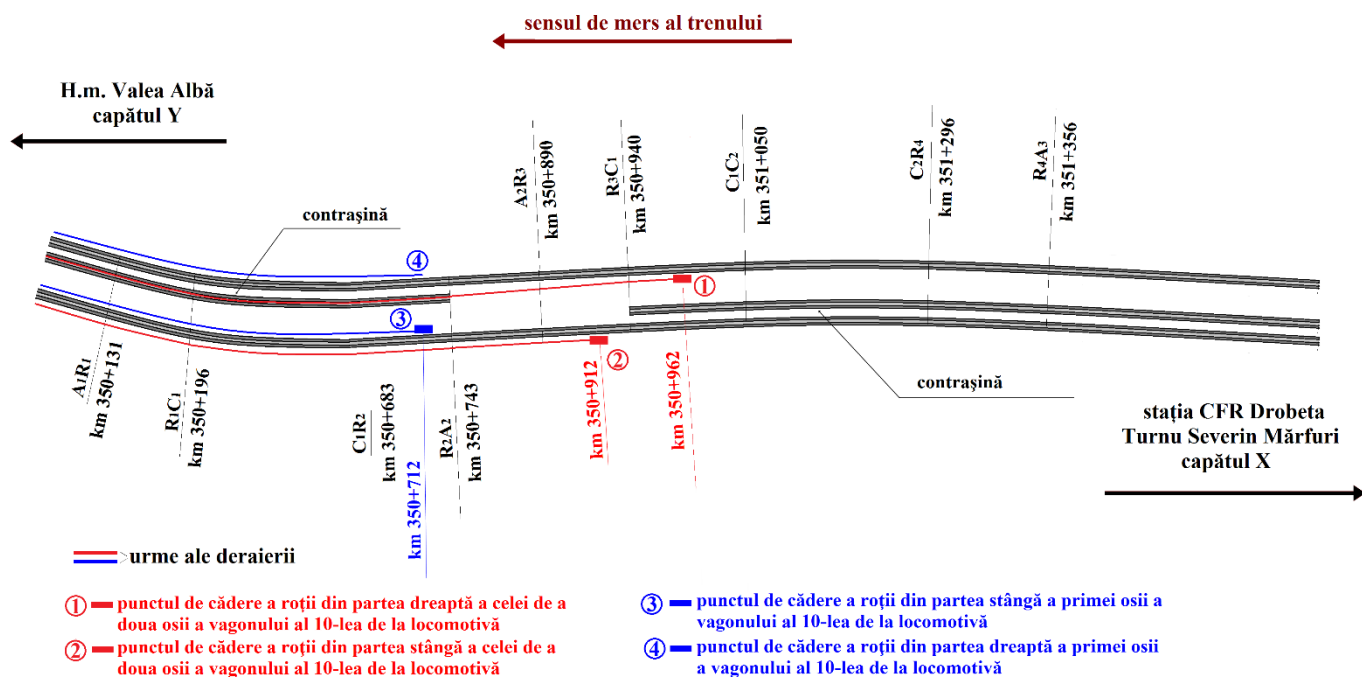 sensul de mers al trenului
H.m. Valea Albă
capătul Y
contraşină
A2R3
km 350+890
R3C1
km 350+940
C1C2
km 351+050
C2R4
km 351+296
R4A3
km 351+356
4
1
3
2
A1R1
km 350+131
R1C1
km 350+196
C1R2
km 350+683
km 350+712
R2A2
km 350+743
km 350+912
km 350+962
contraşină
stația CFR Drobeta
Turnu Severin Mărfuri
capătul X
urme ale deraierii
1 punctul de cădere a roții din partea dreaptă a celei de a
doua osii a vagonului al 10-lea de la locomotivă
2 punctul de cădere a roții din partea stângă a celei de a
doua osii a vagonului al 10-lea de la locomotivă
3 punctul de cădere a roții din partea stângă a primei osii a
vagonului al 10-lea de la locomotivă
4 punctul de cădere a roții din partea dreaptă a primei osii
a vagonului al 10-lea de la locomotivă